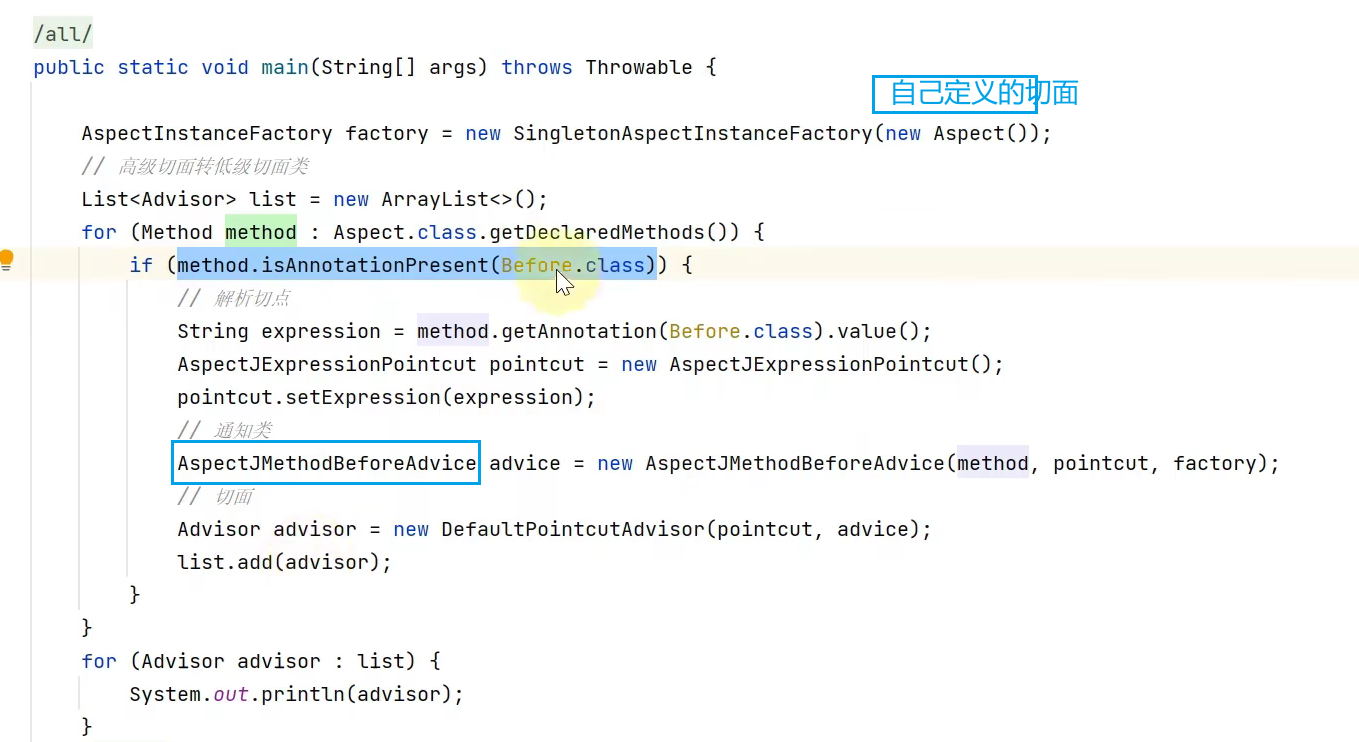 /all/
public static void main(String[] args) throws Throwable {
自己定义的切面
AspectInstanceFactory factory = new SingletonAspectInstanceFactory(new Aspect());
// 高级切面转低级切面类
List<Advisor> list = new ArrayList<>();
for (Method method : Aspect.class.getDeclaredMethods()) {
if (method.isAnnotationPresent(Before.class)) {
// 解析切点
String expression = method.getAnnotation(Before.class).value();
AspectJExpressionPointcut pointcut = new AspectJExpressionPointcut();
pointcut.setExpression(expression);
// 通知类
AspectJMethodBeforeAdvice advice = new AspectJMethodBeforeAdvice(method, pointcut, factory);
// 切面
Advisor advisor = new DefaultPointcutAdvisor(pointcut, advice);
list.add(advisor);
}
}
for (Advisor advisor : list) {
System.out.println(advisor);
}